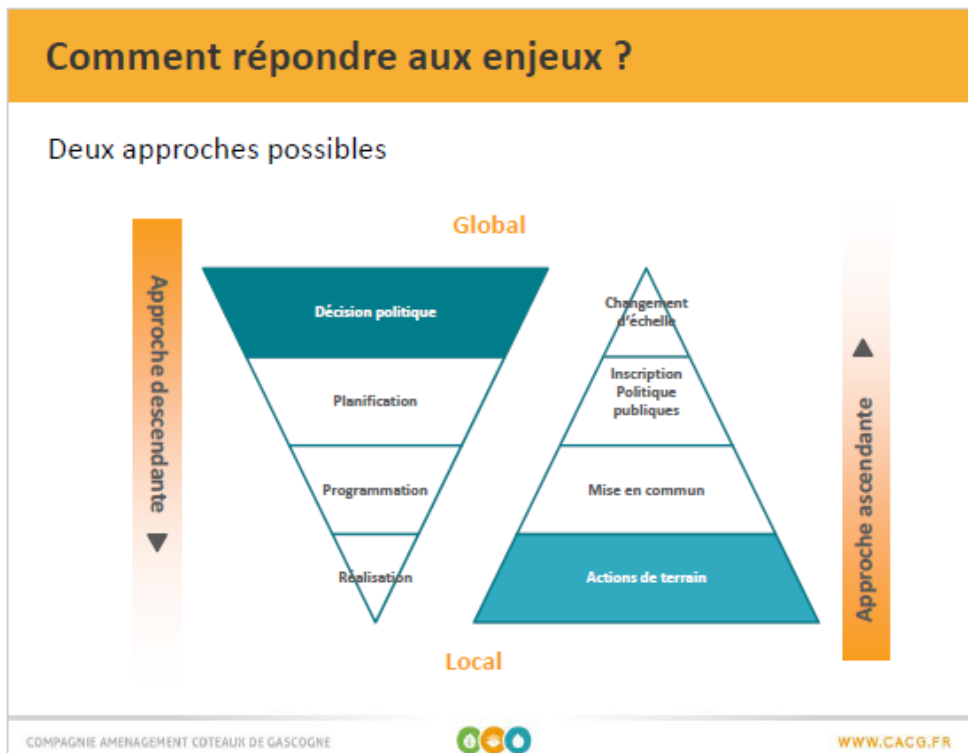 Comment répondre aux enjeux ?
Deux approches possibles
Global
Approche descendante
Décision politique
Planification
Programmation
Réalisation
Changement
d'échelle
Inscription
Politique
publiques
Mise en commun
Actions de terrain
Approche ascendante
Local
COMPAGNIE AMENAGEMENT COTEAUX DE GASCOGNE
WWW.CACG.FR